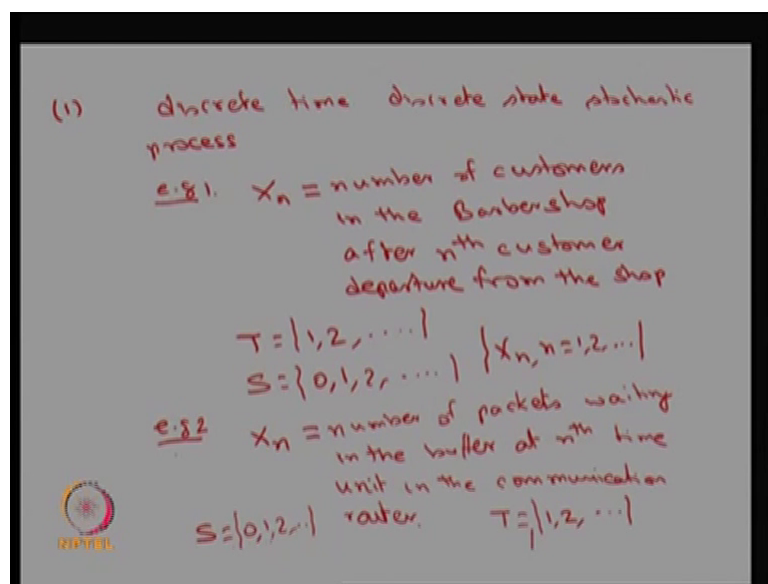 (1) discrete time discrete state stochastic
process
e.g 1. Xn = number of customers
in the Barbershop
after nth customer
departure from the shop
T = {1, 2, ....}
S = {0, 1, 2, ....} {Xn, n = 1, 2, ...}
e.g 2 Xn = number of packets waiting
in the buffer at nth time
unit in the communication
S = {0, 1, 2, ..} router. T = {1, 2, ...}
NPTEL